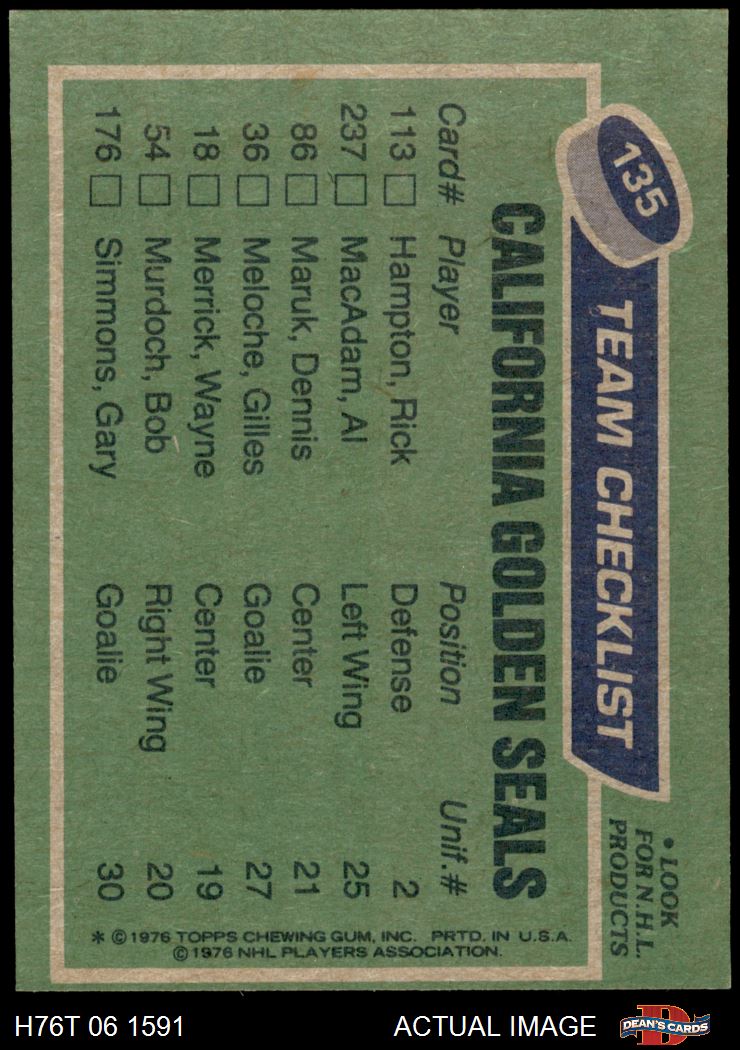 135
TEAM CHECKLIST
• LOOK
FOR N.H.L.
PRODUCTS
CALIFORNIA GOLDEN SEALS
Card# Player Position Unif.#
113 Hampton, Rick Defense 2
237 MacAdam, Al Left Wing 25
86 Maruk, Dennis Center 21
36 Meloche, Gilles Goalie 27
18 Merrick, Wayne Center 19
54 Murdoch, Bob Right Wing 20
176 Simmons, Gary Goalie 30
* ©1976 TOPPS CHEWING GUM, INC. PRTD. IN U.S.A.
©1976 NHL PLAYERS ASSOCIATION.
H76T 06 1591 ACTUAL IMAGE
D
DEAN'S CARDS